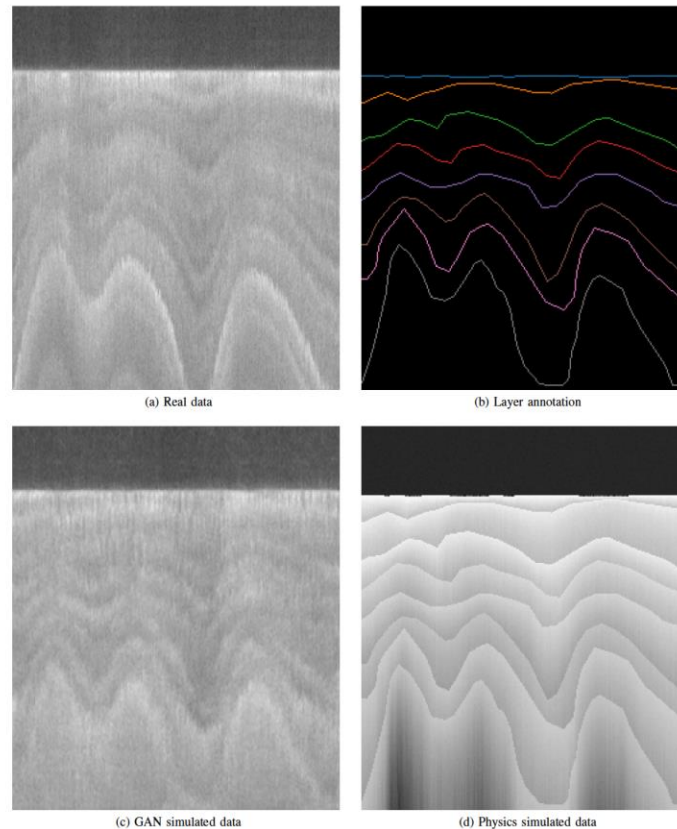 (a) Real data
(b) Layer annotation
(c) GAN simulated data
(d) Physics simulated data